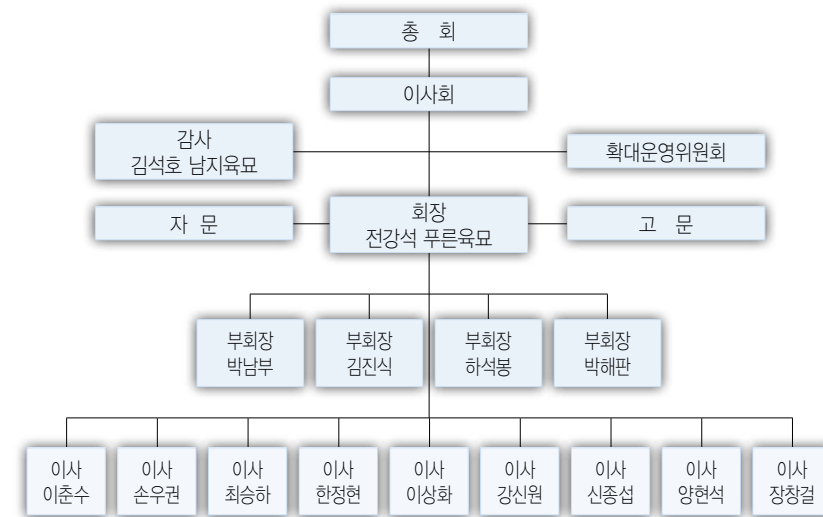 총 회
이사회
감사
김석호 남지육묘
확대운영위원회
자 문
회장
전강석 푸른육묘
고 문
부회장
박남부
부회장
김진식
부회장
하석봉
부회장
박해판
이사
이춘수
이사
손우권
이사
최승하
이사
한정현
이사
이상화
이사
강신원
이사
신종섭
이사
양현석
이사
장창걸